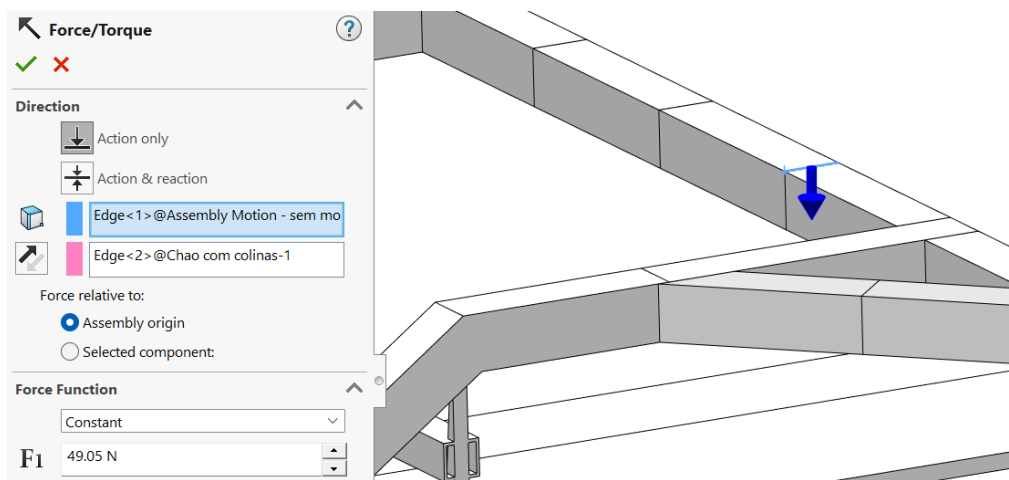 Force/Torque
?
Direction
Action only
Action & reaction
Edge<1>@Assembly Motion - sem mo
Edge<2>@Chao com colinas-1
Force relative to:
Assembly origin
Selected component:
Force Function
Constant
F1 49.05 N